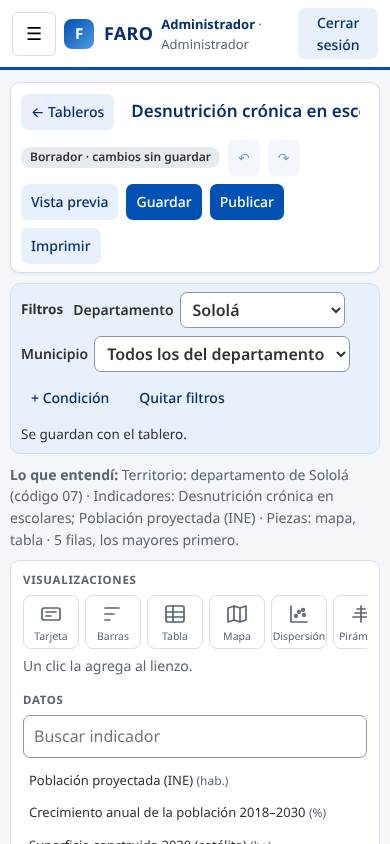 ☰ F FARO Administrador · Administrador Cerrar sesión
← Tableros Desnutrición crónica en esc
Borrador · cambios sin guardar ↶ ↷
Vista previa Guardar Publicar
Imprimir
Filtros Departamento Sololá
Municipio Todos los del departamento
+ Condición Quitar filtros
Se guardan con el tablero.
Lo que entendí: Territorio: departamento de Sololá
(código 07) · Indicadores: Desnutrición crónica en
escolares; Población proyectada (INE) · Piezas: mapa,
tabla · 5 filas, los mayores primero.
VISUALIZACIONES
Tarjeta Barras Tabla Mapa Dispersión Pirám
Un clic la agrega al lienzo.
DATOS
Buscar indicador
Población proyectada (INE) (hab.)
Crecimiento anual de la población 2018–2030 (%)